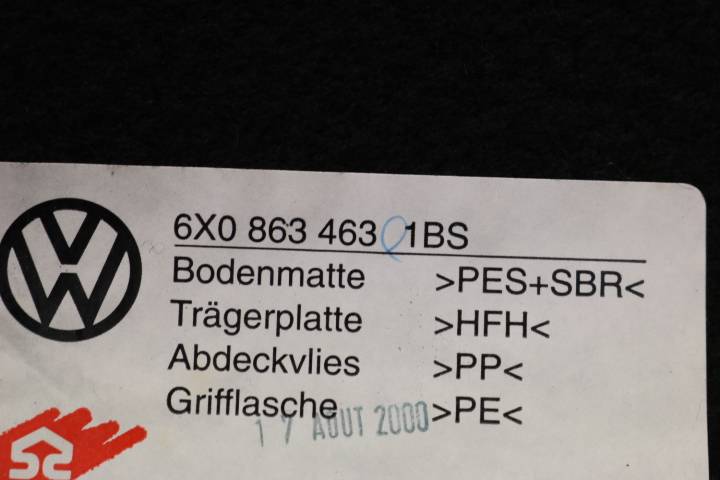 6X0 863 463 1BS
Bodenmatte >PES+SBR<
Trägerplatte >HFH<
Abdeckvlies >PP<
Grifflasche >PE<
17 AOUT 2000